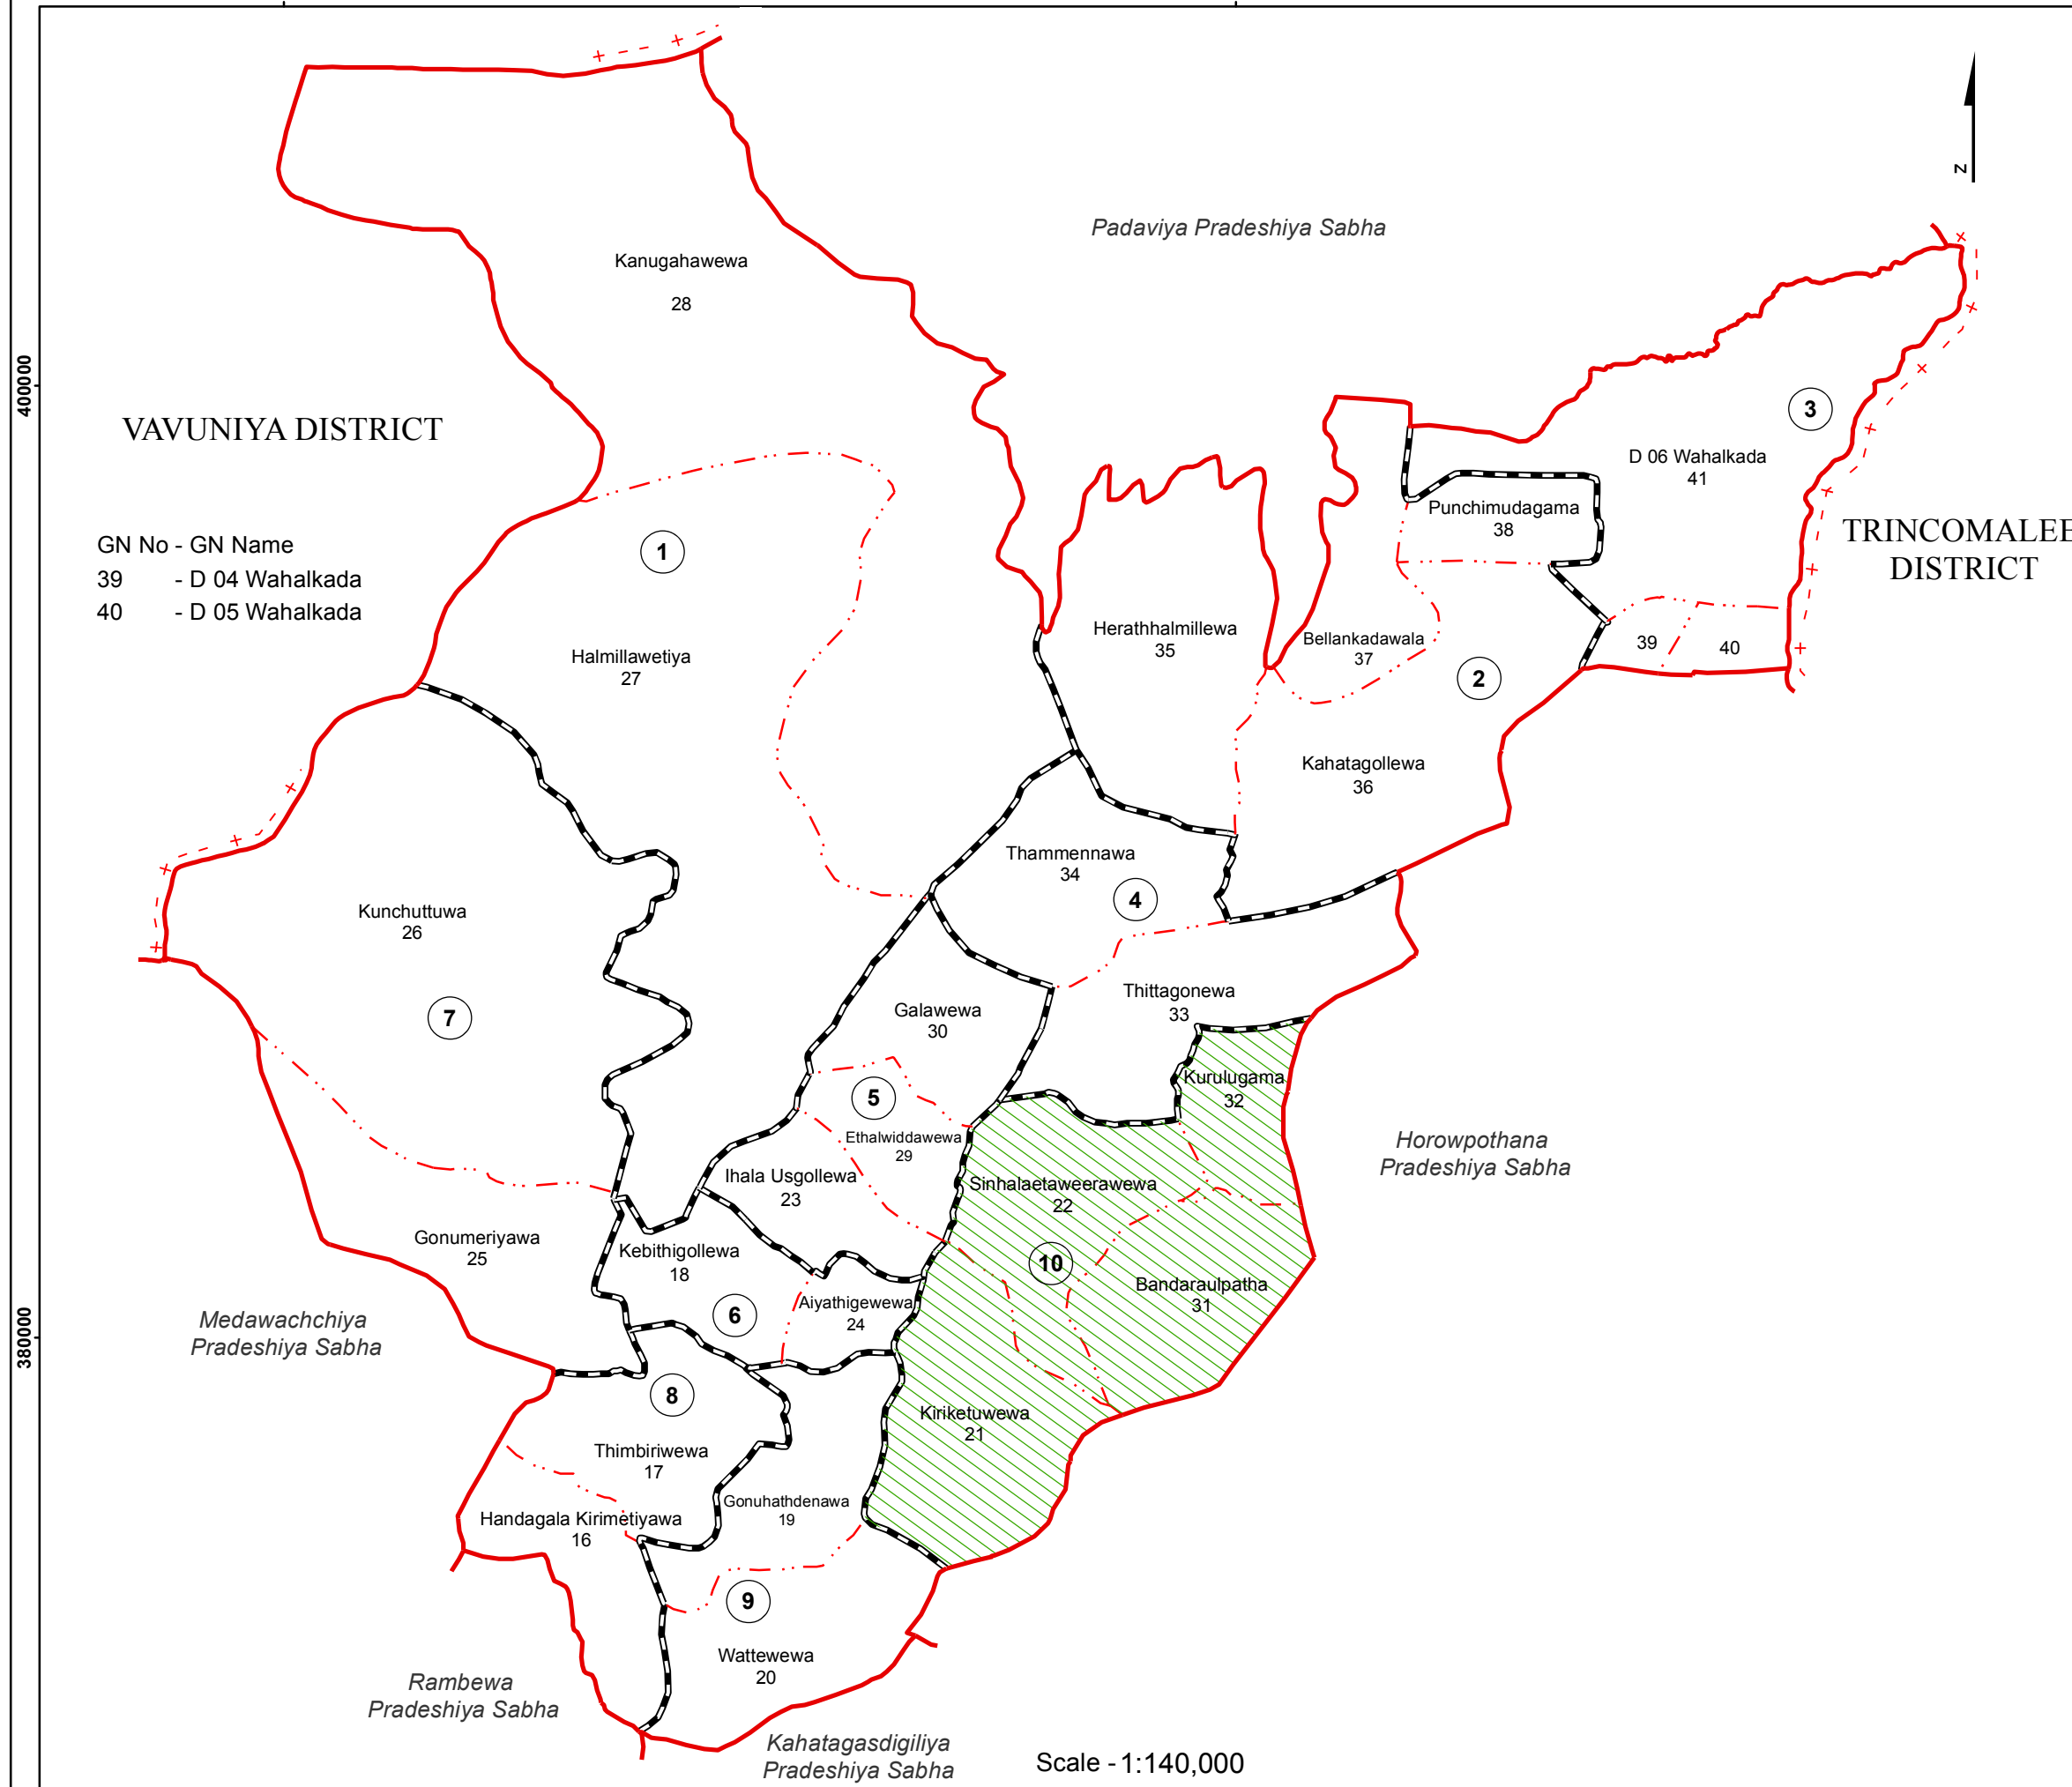 Padaviya Pradeshiya Sabha
N
Kanugahawewa
28
400000
VAVUNIYA DISTRICT
3
D 06 Wahalkada
41
Punchimudagama
38
TRINCOMALEE
DISTRICT
GN No - GN Name
39 - D 04 Wahalkada
40 - D 05 Wahalkada
1
Herathhalmillewa
35
Bellankadawala
37
39
40
2
Halmillawetiya
27
Kahatagollewa
36
Thammennawa
34
4
Kunchuttuwa
26
7
Galawewa
30
Thittagonewa
33
Kurulugama
32
5
Ethalwiddawewa
29
Horowpothana
Pradeshiya Sabha
Ihala Usgollewa
23
Sinhalaetaweerawewa
22
Gonumeriyawa
25
Kebithigollewa
18
10
Bandaraulpatha
31
6
Aiyathigewewa
24
Medawachchiya
Pradeshiya Sabha
380000
8
Kiriketuwewa
21
Thimbiriwewa
17
Gonuhathdenawa
19
Handagala Kirimetiyawa
16
9
Wattewewa
20
Rambewa
Pradeshiya Sabha
Kahatagasdigiliya
Pradeshiya Sabha
Scale - 1:140,000